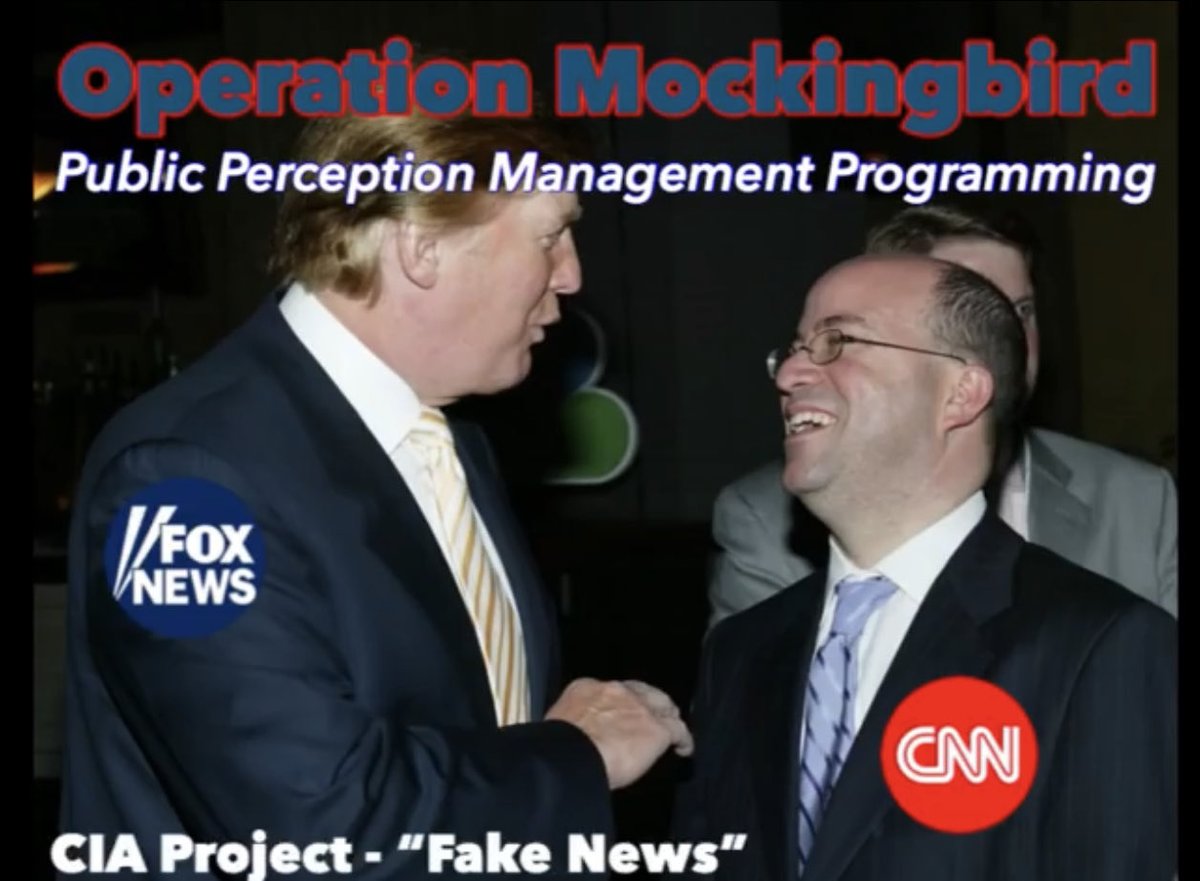 Operation Mockingbird
Public Perception Management Programming
FOX
NEWS
CNN
CIA Project - “Fake News“